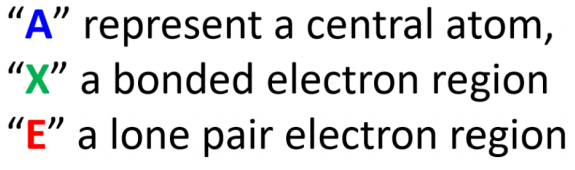 “A” represent a central atom,
“X” a bonded electron region
“E” a lone pair electron region